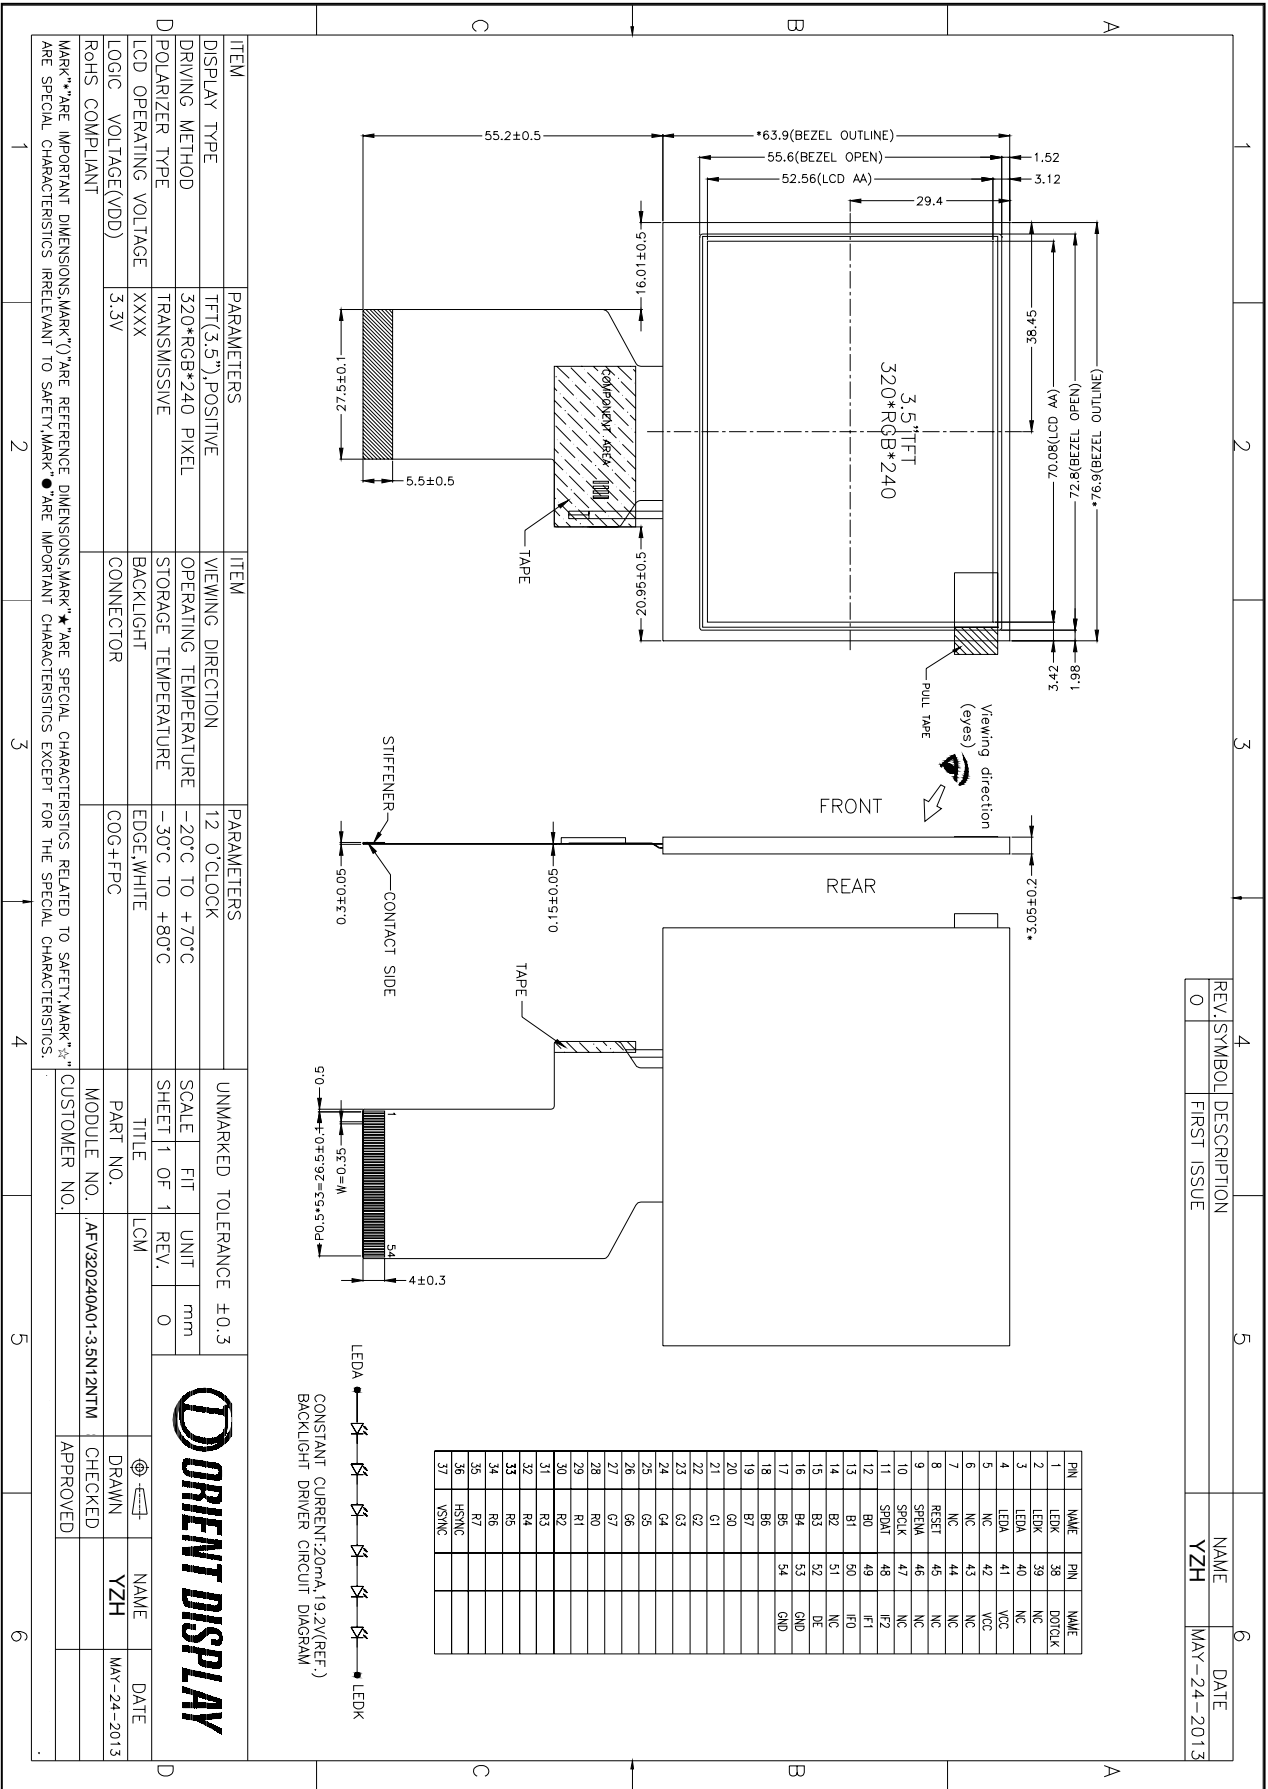 1
2
3
4
5
6
A
B
C
D
REV.	SYMBOL	DESCRIPTION	NAME	DATE
0		FIRST ISSUE	YZH	MAY-24-2013
*76.9(BEZEL OUTLINE)
72.8(BEZEL OPEN)
70.08(LCD AA)
38.45
1.98
3.42
1.52
3.12
*63.9(BEZEL OUTLINE)
55.6(BEZEL OPEN)
52.56(LCD AA)
29.4
55.2±0.5
3.5"TFT
320*RGB*240
PULL TAPE
16.01±0.5
20.95±0.5
COMPONENT AREA
TAPE
27.5±0.1
5.5±0.5
Viewing direction
(eyes)
FRONT
REAR
*3.05±0.2
0.15±0.05
STIFFENER
CONTACT SIDE
0.3±0.05
TAPE
1
54
0.5
W=0.35
P0.5*53=26.5±0.1
4±0.3
PIN	NAME	PIN	NAME
1	LEDK	38	DOTCLK
2	LEDK	39	NC
3	LEDA	40	NC
4	LEDA	41	VCC
5	NC	42	VCC
6	NC	43	NC
7	NC	44	NC
8	RESET	45	NC
9	SPENA	46	NC
10	SPCLK	47	NC
11	SPDAT	48	IF2
12	B0	49	IF1
13	B1	50	IF0
14	B2	51	NC
15	B3	52	DE
16	B4	53	GND
17	B5	54	GND
18	B6
19	B7
20	G0
21	G1
22	G2
23	G3
24	G4
25	G5
26	G6
27	G7
28	R0
29	R1
30	R2
31	R3
32	R4
33	R5
34	R6
35	R7
36	HSYNC
37	VSYNC
LEDA
LEDK
CONSTANT CURRENT:20mA,19.2V(REF.)
BACKLIGHT DRIVER CIRCUIT DIAGRAM
ITEM	PARAMETERS	ITEM	PARAMETERS
DISPLAY TYPE	TFT(3.5"),POSITIVE	VIEWING DIRECTION	12 O'CLOCK
DRIVING METHOD	320*RGB*240 PIXEL	OPERATING TEMPERATURE	-20°C TO +70°C
POLARIZER TYPE	TRANSMISSIVE	STORAGE TEMPERATURE	-30°C TO +80°C
LCD OPERATING VOLTAGE	XXXX	BACKLIGHT	EDGE,WHITE
LOGIC VOLTAGE(VDD)	3.3V	CONNECTOR	COG+FPC
RoHS COMPLIANT
MARK"*"ARE IMPORTANT DIMENSIONS,MARK"()"ARE REFERENCE DIMENSIONS,MARK"★"ARE SPECIAL CHARACTERISTICS RELATED TO SAFETY,MARK"☆"
ARE SPECIAL CHARACTERISTICS IRRELEVANT TO SAFETY,MARK"●"ARE IMPORTANT CHARACTERISTICS EXCEPT FOR THE SPECIAL CHARACTERISTICS.
UNMARKED TOLERANCE ±0.3
SCALE	FIT	UNIT	mm
SHEET	1 OF 1	REV.	0
ORIENT DISPLAY
TITLE	LCM	NAME	DATE
PART NO.	DRAWN	YZH	MAY-24-2013
MODULE NO.	AFV320240A01-3.5N12NTM	CHECKED
CUSTOMER NO.	APPROVED
1
2
3
4
5
6
A
B
C
D